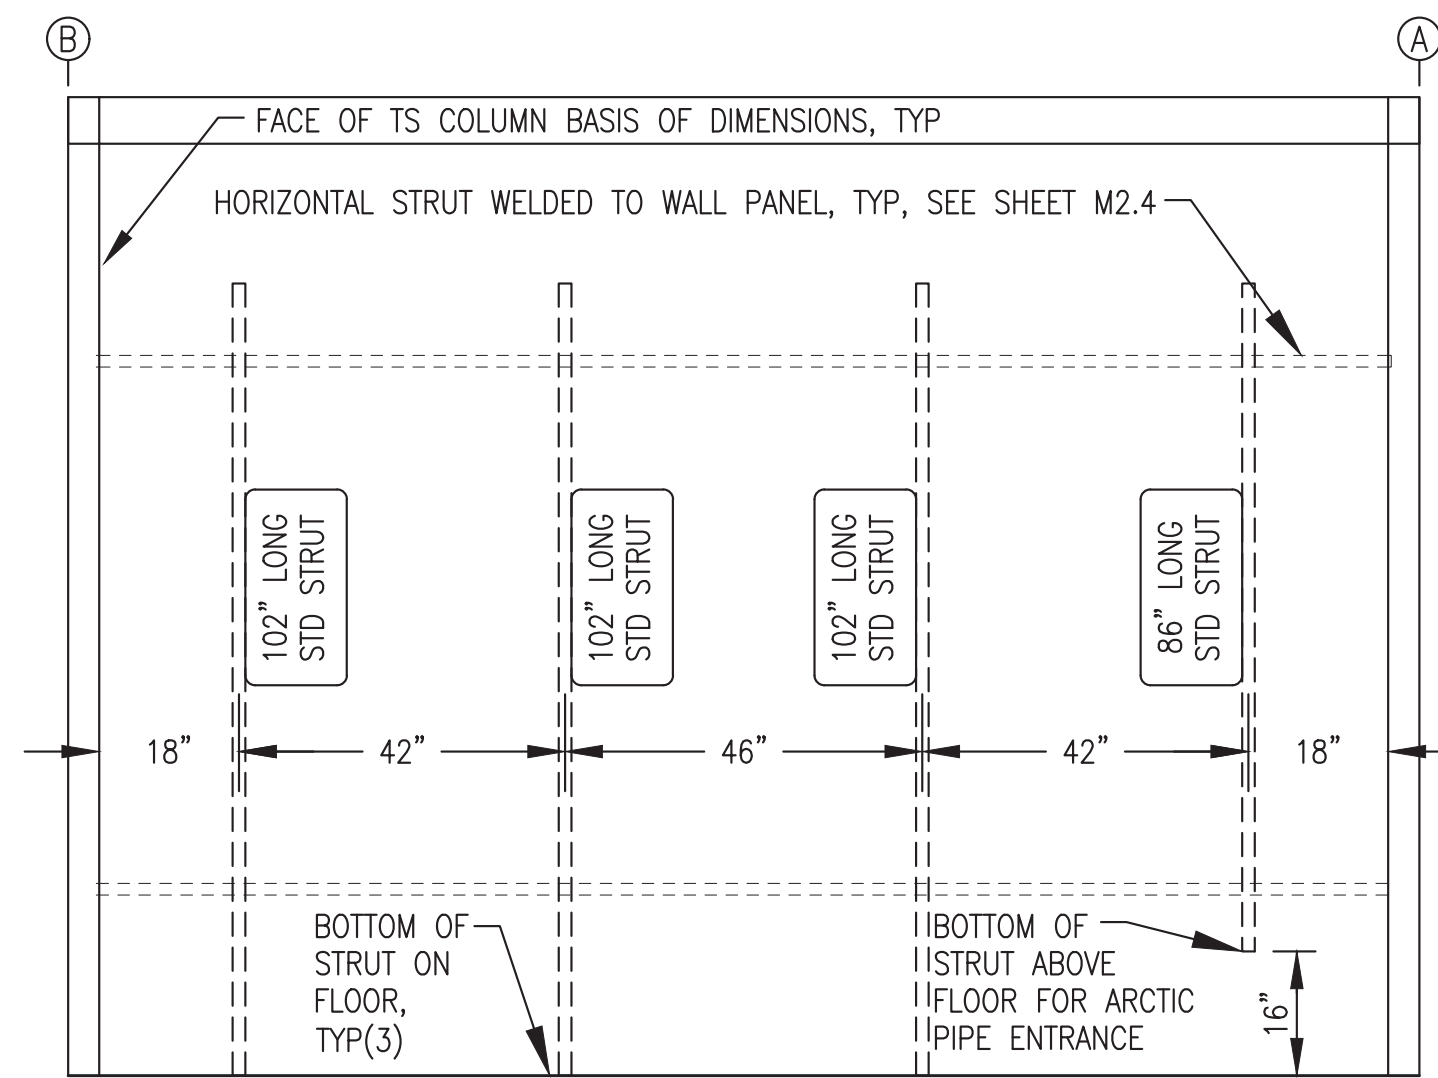 B
A
FACE OF TS COLUMN BASIS OF DIMENSIONS, TYP
HORIZONTAL STRUT WELDED TO WALL PANEL, TYP, SEE SHEET M2.4
102" LONG
STD STRUT
102" LONG
STD STRUT
102" LONG
STD STRUT
86" LONG
STD STRUT
18"
42"
46"
42"
18"
BOTTOM OF
STRUT ON
FLOOR,
TYP(3)
BOTTOM OF
STRUT ABOVE
FLOOR FOR ARCTIC
PIPE ENTRANCE
16"